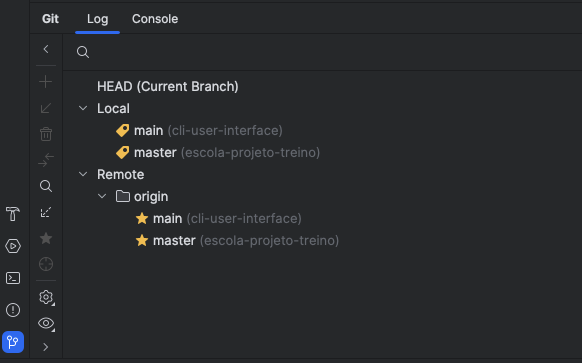 Git Log Console
HEAD (Current Branch)
Local
main (cli-user-interface)
master (escola-projeto-treino)
Remote
origin
main (cli-user-interface)
master (escola-projeto-treino)